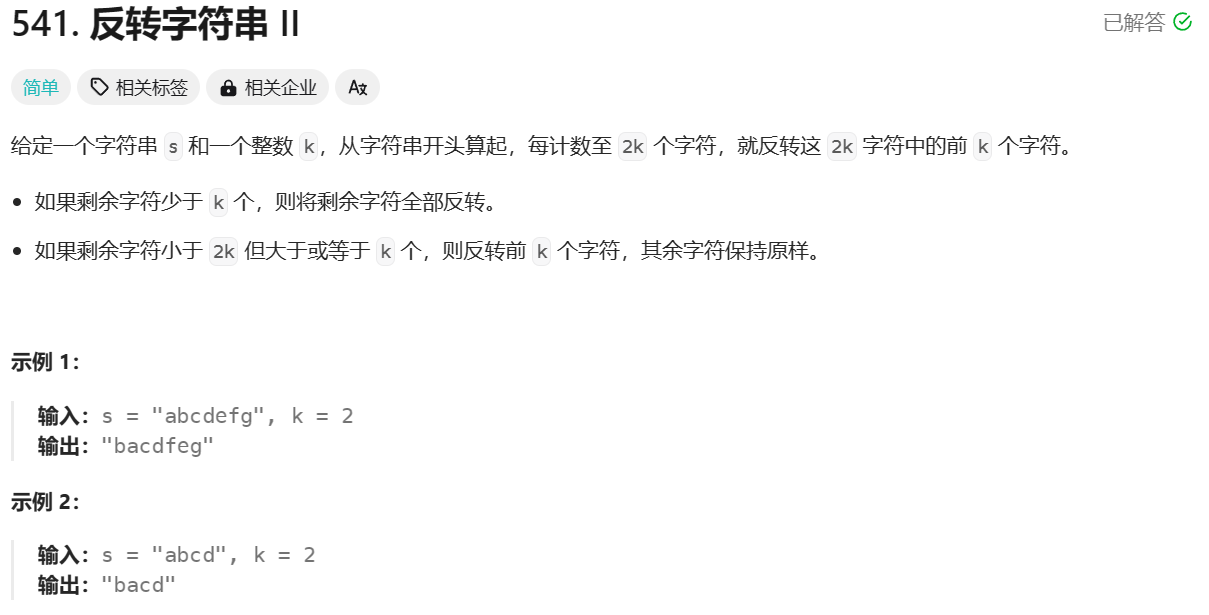 541. 反转字符串 II
已解答
简单 相关标签 相关企业 A文
给定一个字符串 s 和一个整数 k，从字符串开头算起，每计数至 2k 个字符，就反转这 2k 字符中的前 k 个字符。
• 如果剩余字符少于 k 个，则将剩余字符全部反转。
• 如果剩余字符小于 2k 但大于或等于 k 个，则反转前 k 个字符，其余字符保持原样。
示例 1：
输入：s = "abcdefg", k = 2
输出："bacdfeg"
示例 2：
输入：s = "abcd", k = 2
输出："bacd"